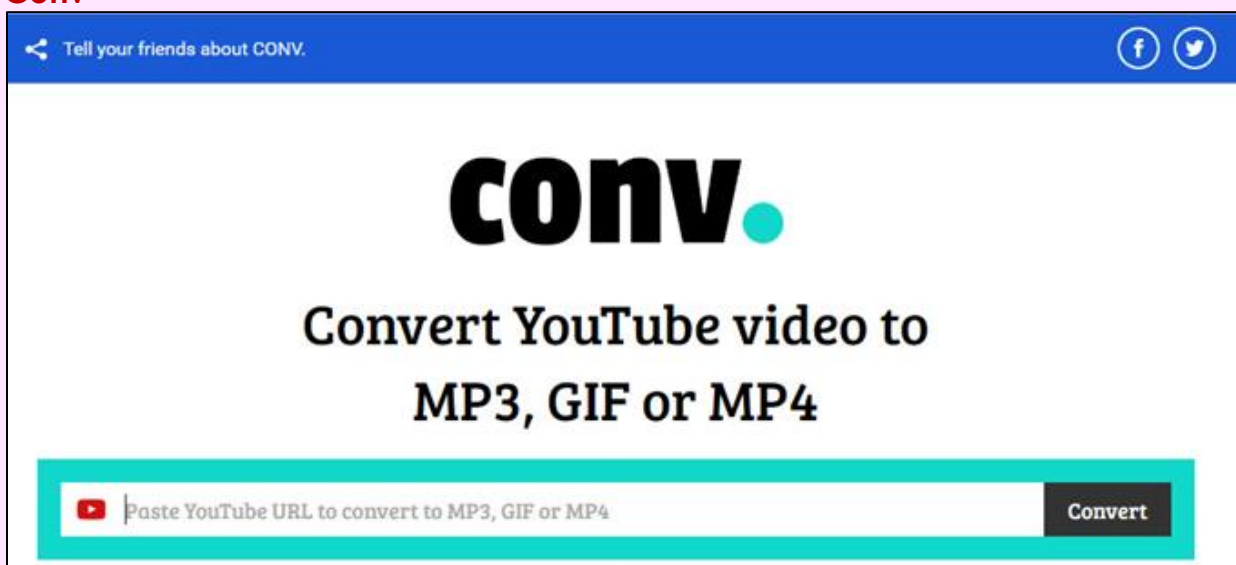 Conv
Tell your friends about CONV.
conv.
Convert YouTube video to
MP3, GIF or MP4
Paste YouTube URL to convert to MP3, GIF or MP4
Convert